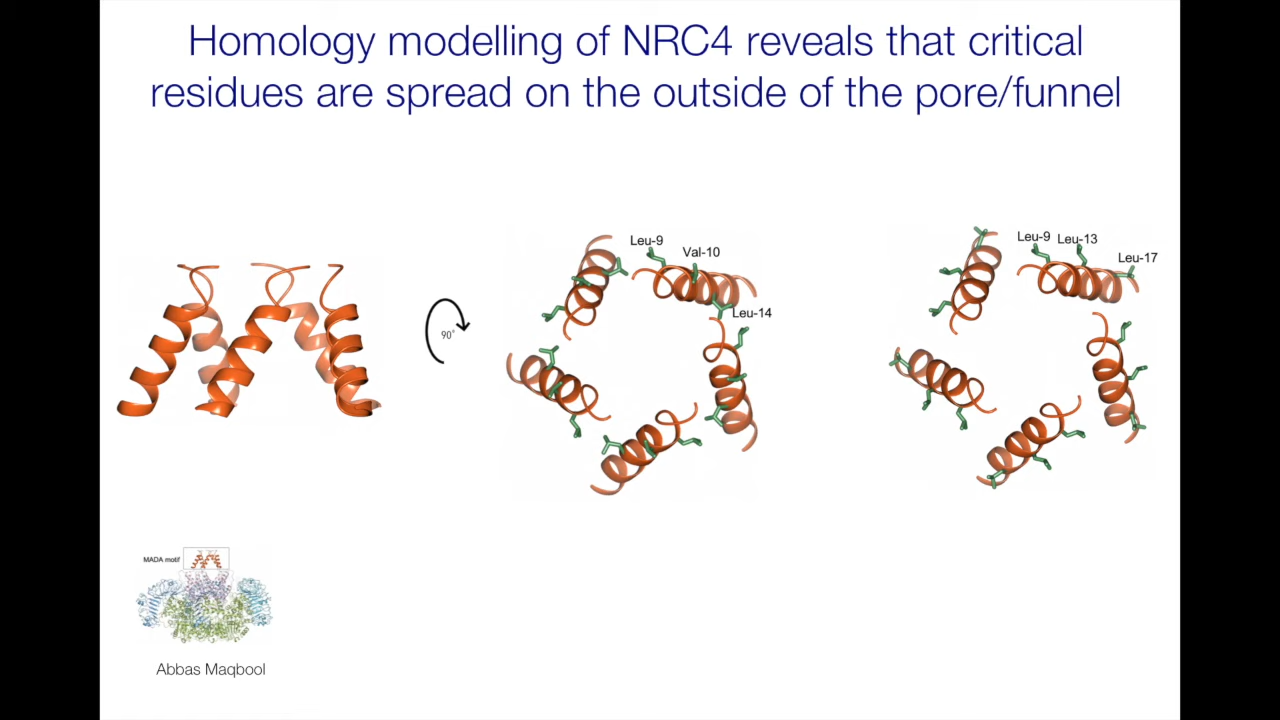 Homology modelling of NRC4 reveals that critical
residues are spread on the outside of the pore/funnel
90°
Leu-9
Val-10
Leu-14
Leu-9
Leu-13
Leu-17
MADA motif
Abbas Maqbool